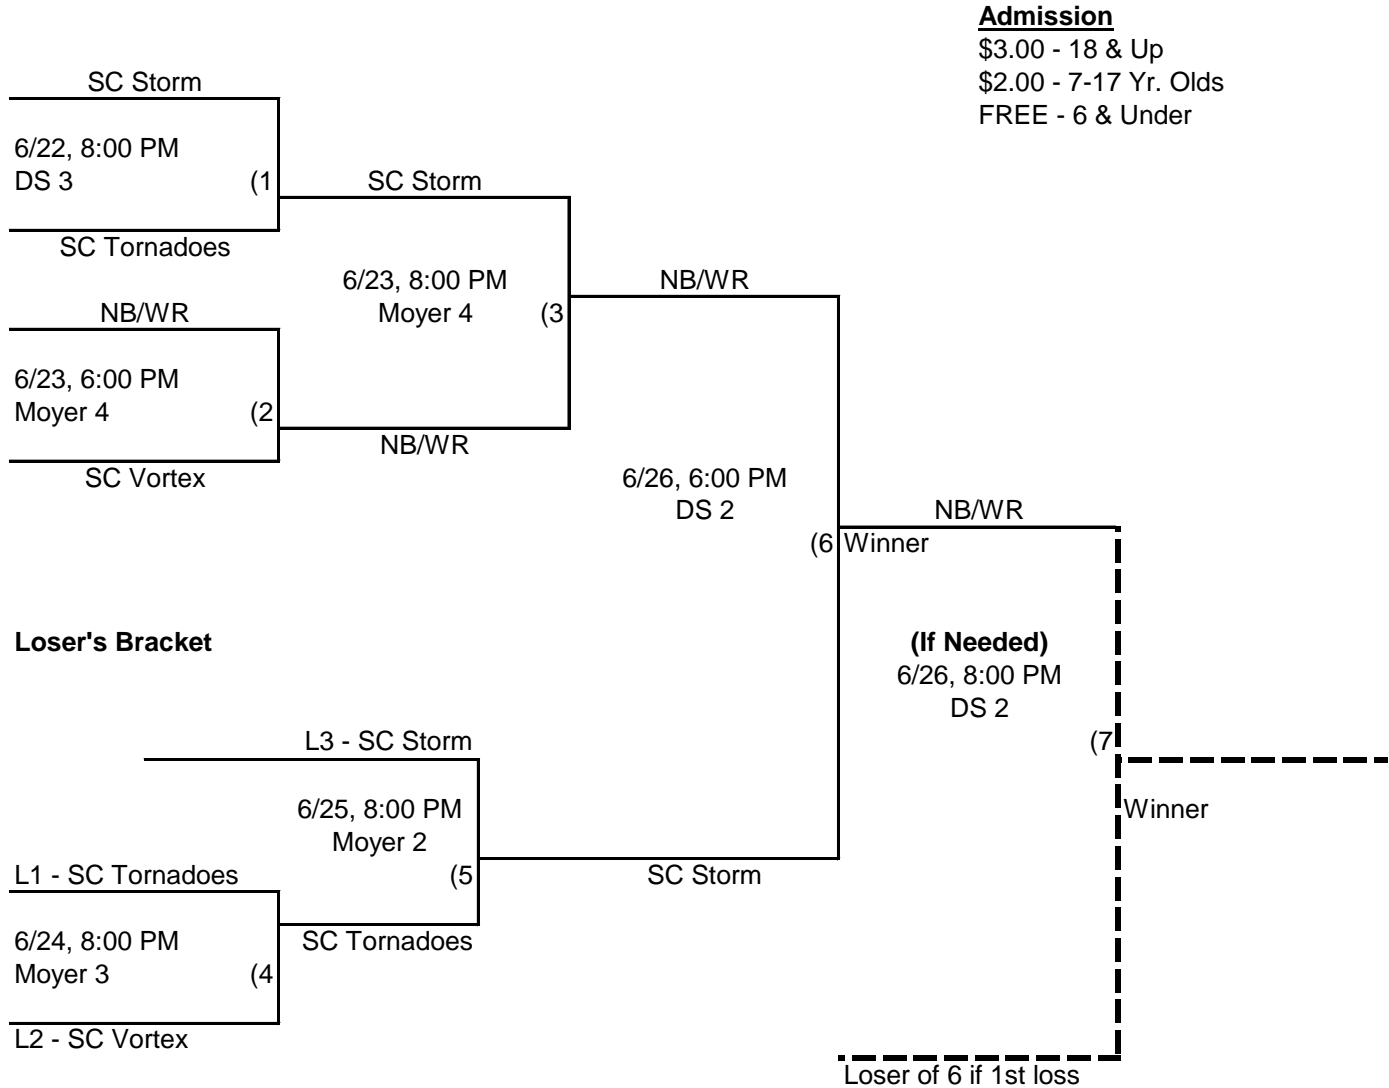 Admission
$3.00 - 18 & Up
$2.00 - 7-17 Yr. Olds
FREE - 6 & Under
SC Storm
6/22, 8:00 PM
DS 3
(1
SC Tornadoes
SC Storm
6/23, 8:00 PM
Moyer 4
(3
NB/WR
NB/WR
6/23, 6:00 PM
Moyer 4
(2
SC Vortex
NB/WR
6/26, 6:00 PM
DS 2
(6
NB/WR
Winner
Loser's Bracket
(If Needed)
6/26, 8:00 PM
DS 2
(7
Winner
L3 - SC Storm
6/25, 8:00 PM
Moyer 2
(5
SC Storm
L1 - SC Tornadoes
6/24, 8:00 PM
Moyer 3
(4
SC Tornadoes
L2 - SC Vortex
Loser of 6 if 1st loss